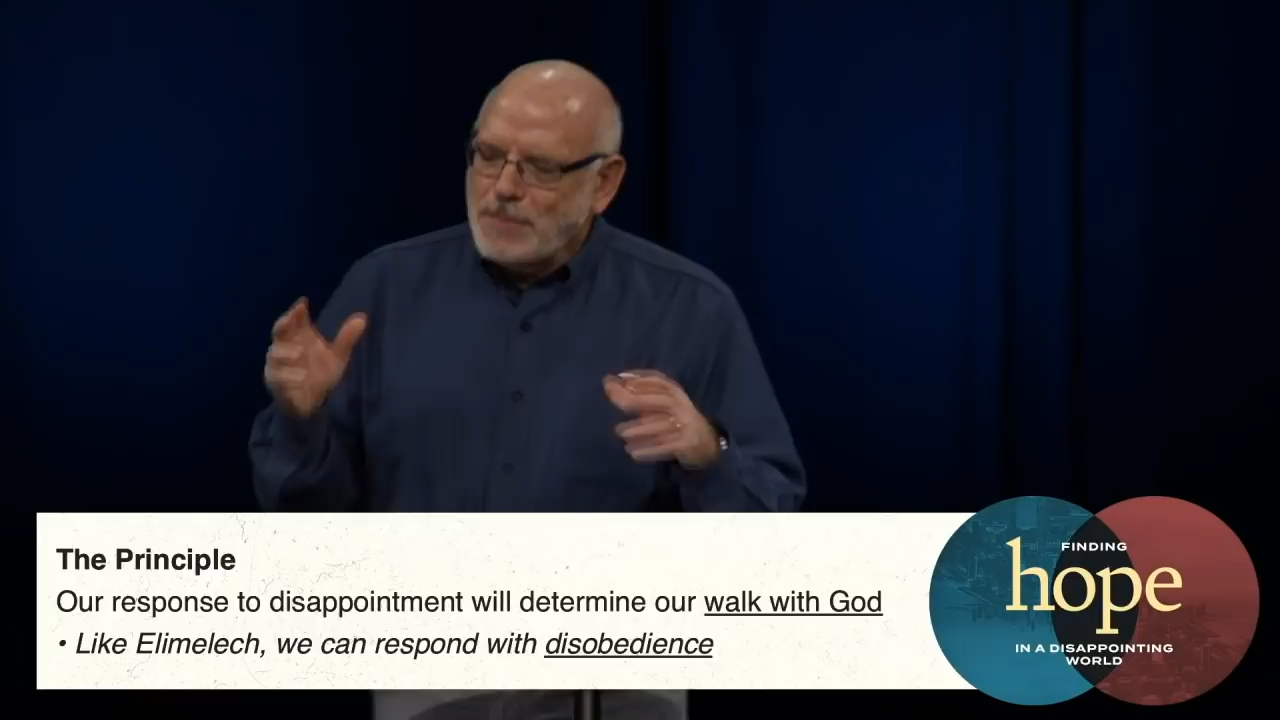 The Principle
Our response to disappointment will determine our walk with God
• Like Elimelech, we can respond with disobedience
FINDING
hope
IN A DISAPPOINTING
WORLD